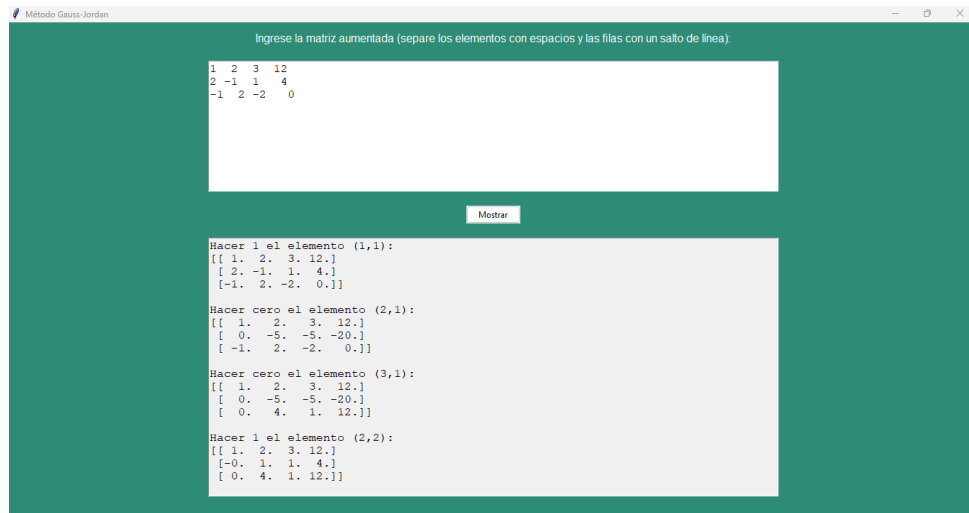 Método Gauss-Jordan
Ingrese la matriz aumentada (separe los elementos con espacios y las filas con un salto de línea):
1  2  3  12
2 -1  1   4
-1  2 -2   0
Mostrar
Hacer 1 el elemento (1,1):
[[ 1.  2.  3. 12.]
 [ 2. -1.  1.  4.]
 [-1.  2. -2.  0.]]
Hacer cero el elemento (2,1):
[[  1.   2.   3.  12.]
 [  0.  -5.  -5. -20.]
 [ -1.   2.  -2.   0.]]
Hacer cero el elemento (3,1):
[[  1.   2.   3.  12.]
 [  0.  -5.  -5. -20.]
 [  0.   4.   1.  12.]]
Hacer 1 el elemento (2,2):
[[ 1.  2.  3. 12.]
 [-0.  1.  1.  4.]
 [ 0.  4.  1. 12.]]